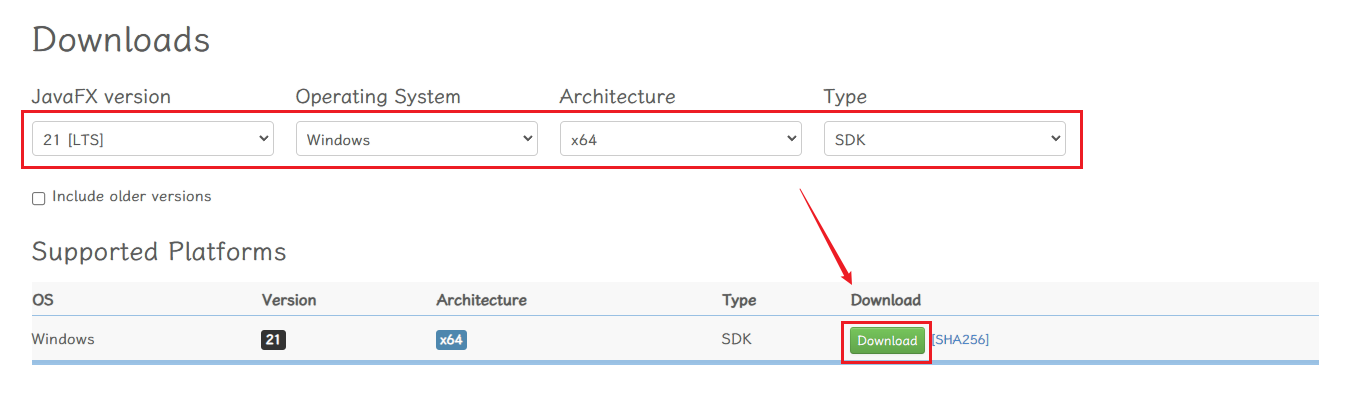 Downloads
JavaFX version Operating System Architecture Type
21 [LTS] Windows x64 SDK
Include older versions
Supported Platforms
OS Version Architecture Type Download
Windows 21 x64 SDK Download [SHA256]